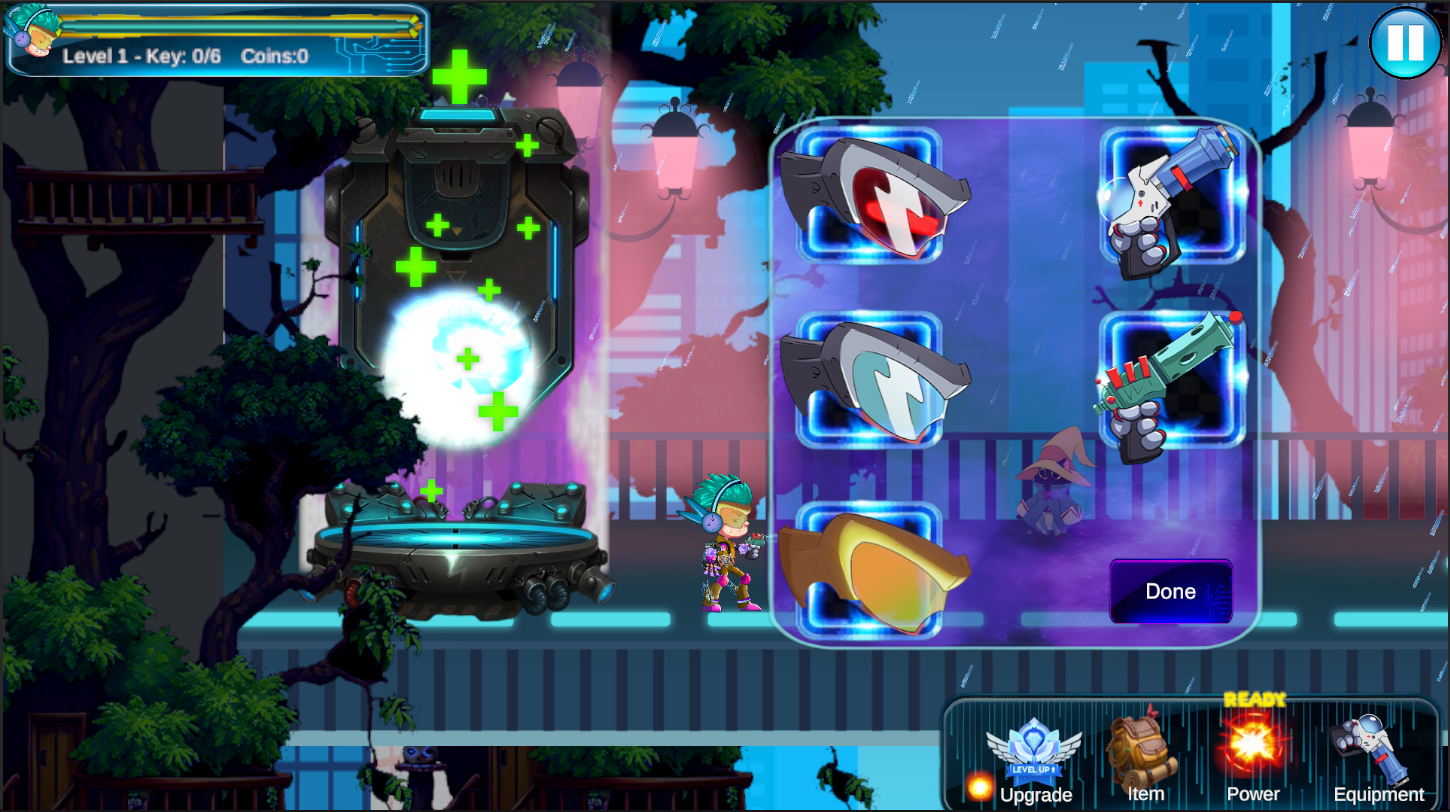 Level 1 - Key: 0/6 Coins:0
Done
READY
LEVEL UP
Upgrade
Item
Power
Equipment